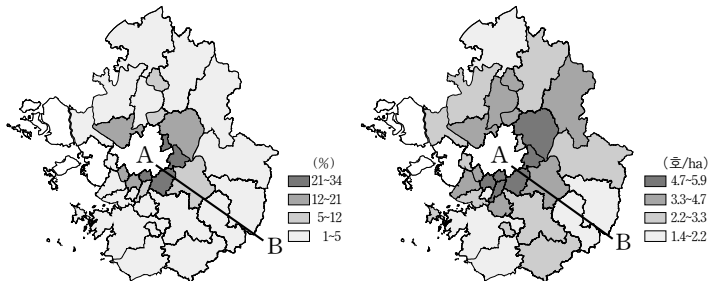 A
B
(%)
21~34
12~21
5~12
1~5
A
B
(호/ha)
4.7~5.9
3.3~4.7
2.2~3.3
1.4~2.2